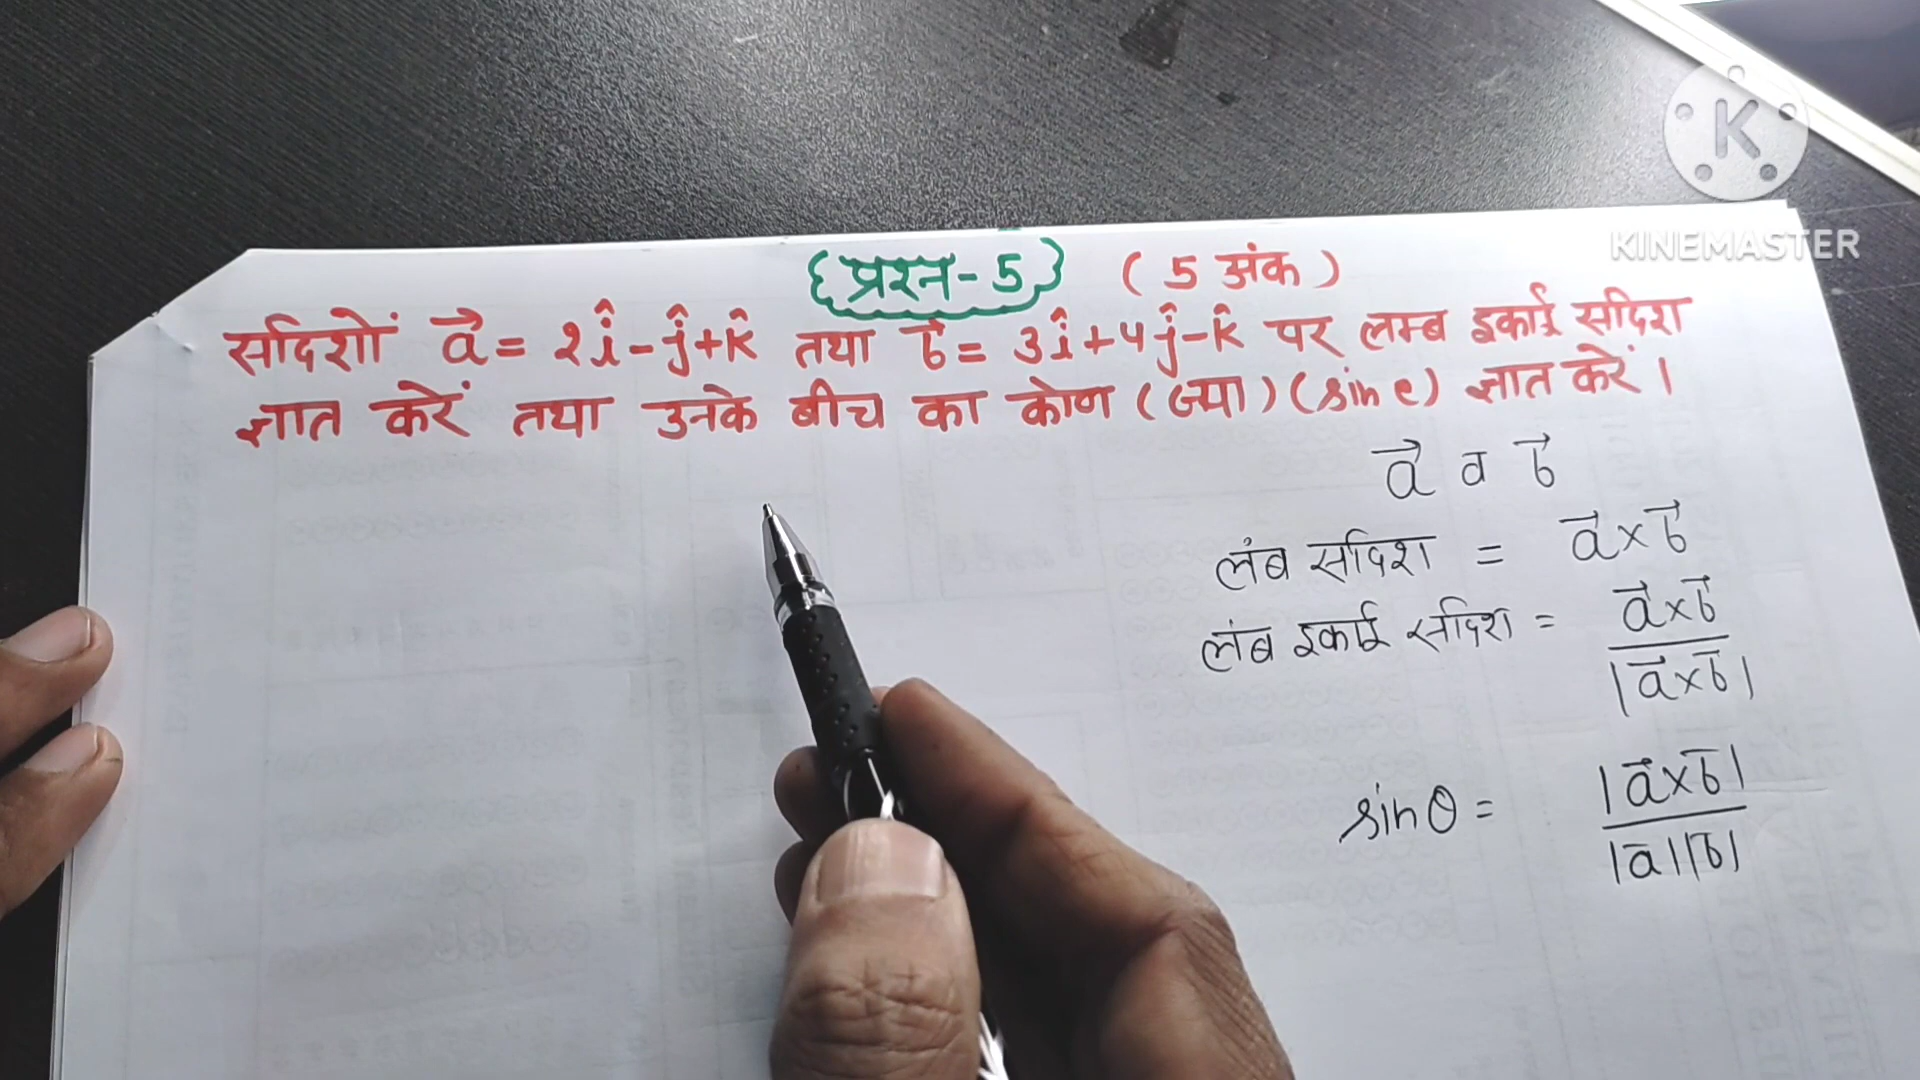 K
KINEMASTER
{प्रश्न-5} (5 अंक)
सदिशों a⃗ = 2î-ĵ+k̂ तथा b⃗ = 3î+4ĵ-k̂ पर लम्ब इकाई सदिश
ज्ञात करें तथा उनके बीच का कोण (ज्या) (sin e) ज्ञात करें।
a⃗ व b⃗
लंब सदिश = a⃗×b⃗
लंब इकाई सदिश = a⃗×b⃗
|a⃗×b⃗|
sinθ = |a⃗×b⃗|
|a⃗||b⃗|